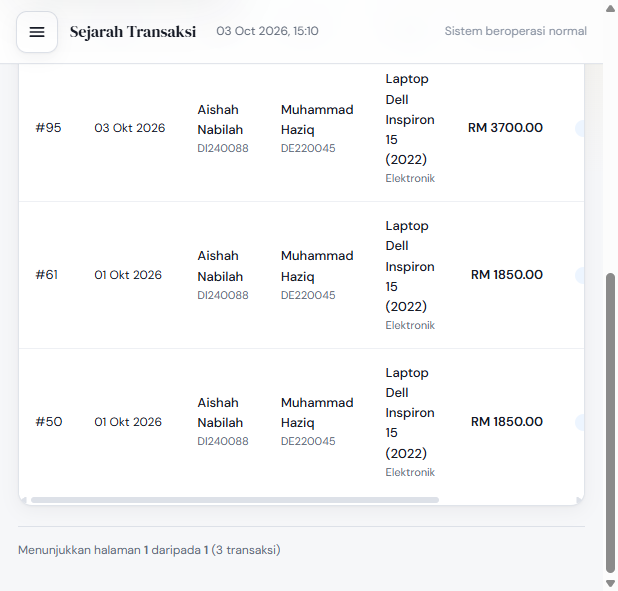 Sejarah Transaksi 03 Oct 2026, 15:10 Sistem beroperasi normal
#95 03 Okt 2026 Aishah Nabilah DI240088 Muhammad Haziq DE220045 Laptop Dell Inspiron 15 (2022) Elektronik RM 3700.00
#61 01 Okt 2026 Aishah Nabilah DI240088 Muhammad Haziq DE220045 Laptop Dell Inspiron 15 (2022) Elektronik RM 1850.00
#50 01 Okt 2026 Aishah Nabilah DI240088 Muhammad Haziq DE220045 Laptop Dell Inspiron 15 (2022) Elektronik RM 1850.00
Menunjukkan halaman 1 daripada 1 (3 transaksi)